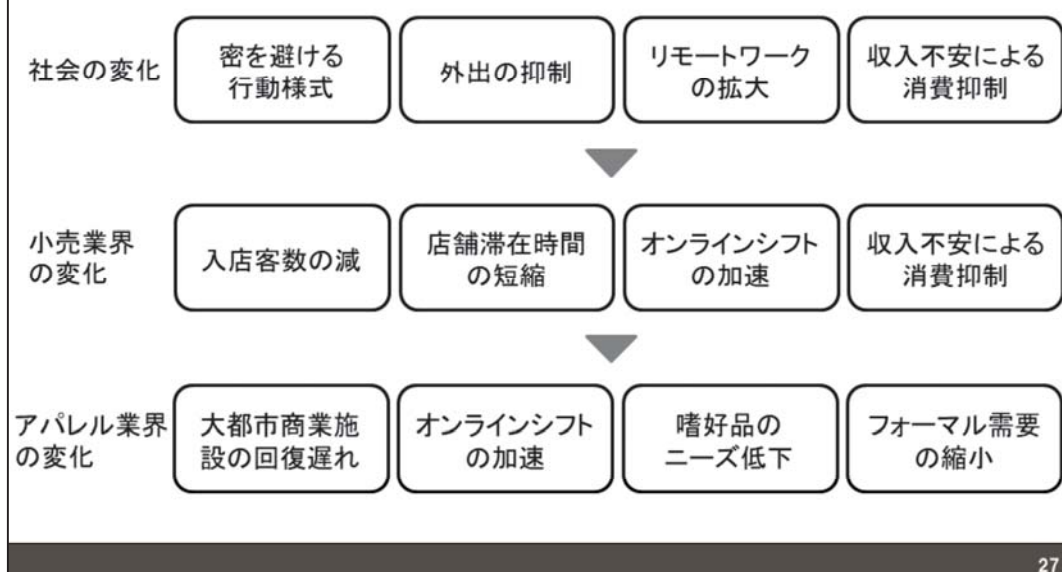 社会の変化
密を避ける
行動様式
外出の抑制
リモートワーク
の拡大
収入不安による
消費抑制
小売業界
の変化
入店客数の減
店舗滞在時間
の短縮
オンラインシフト
の加速
収入不安による
消費抑制
アパレル業界
の変化
大都市商業施
設の回復遅れ
オンラインシフト
の加速
嗜好品の
ニーズ低下
フォーマル需要
の縮小
27